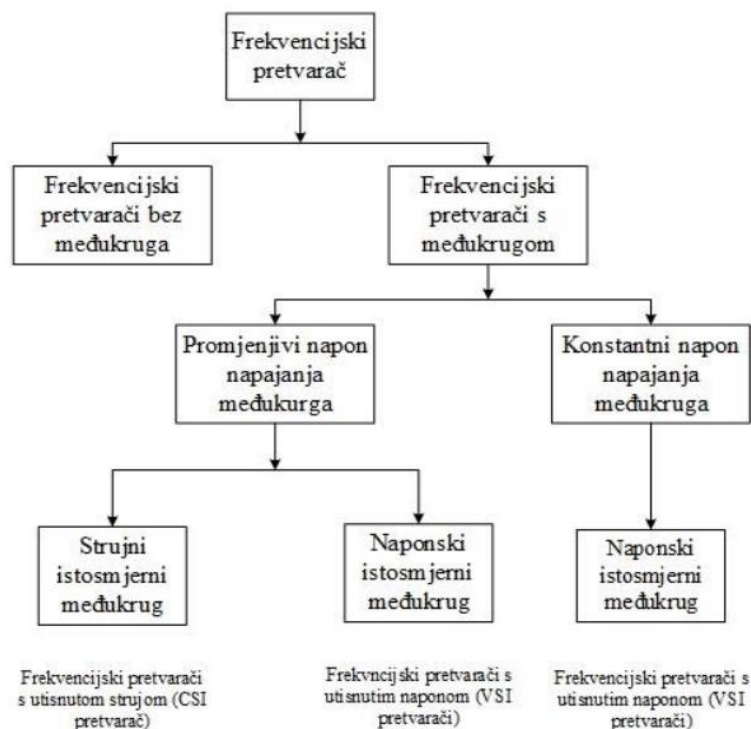 Frekvencijski
pretvarač
Frekvencijski
pretvarači bez
međukruga
Frekvencijski
pretvarači s
međukrugom
Promjenjivi napon
napajanja
međukurga
Konstantni napon
napajanja
međukruga
Strujni
istosmjerni
međukrug
Naponski
istosmjerni
međukrug
Naponski
istosmjerni
međukrug
Frekvencijski pretvarači
s utisnutom strujom (CSI
pretvarač)
Frekvncijski pretvarači s
utisnutim naponom (VSI
pretvarači)
Frekvencijski pretvarači s
utisnutim naponom (VSI
pretvarači)